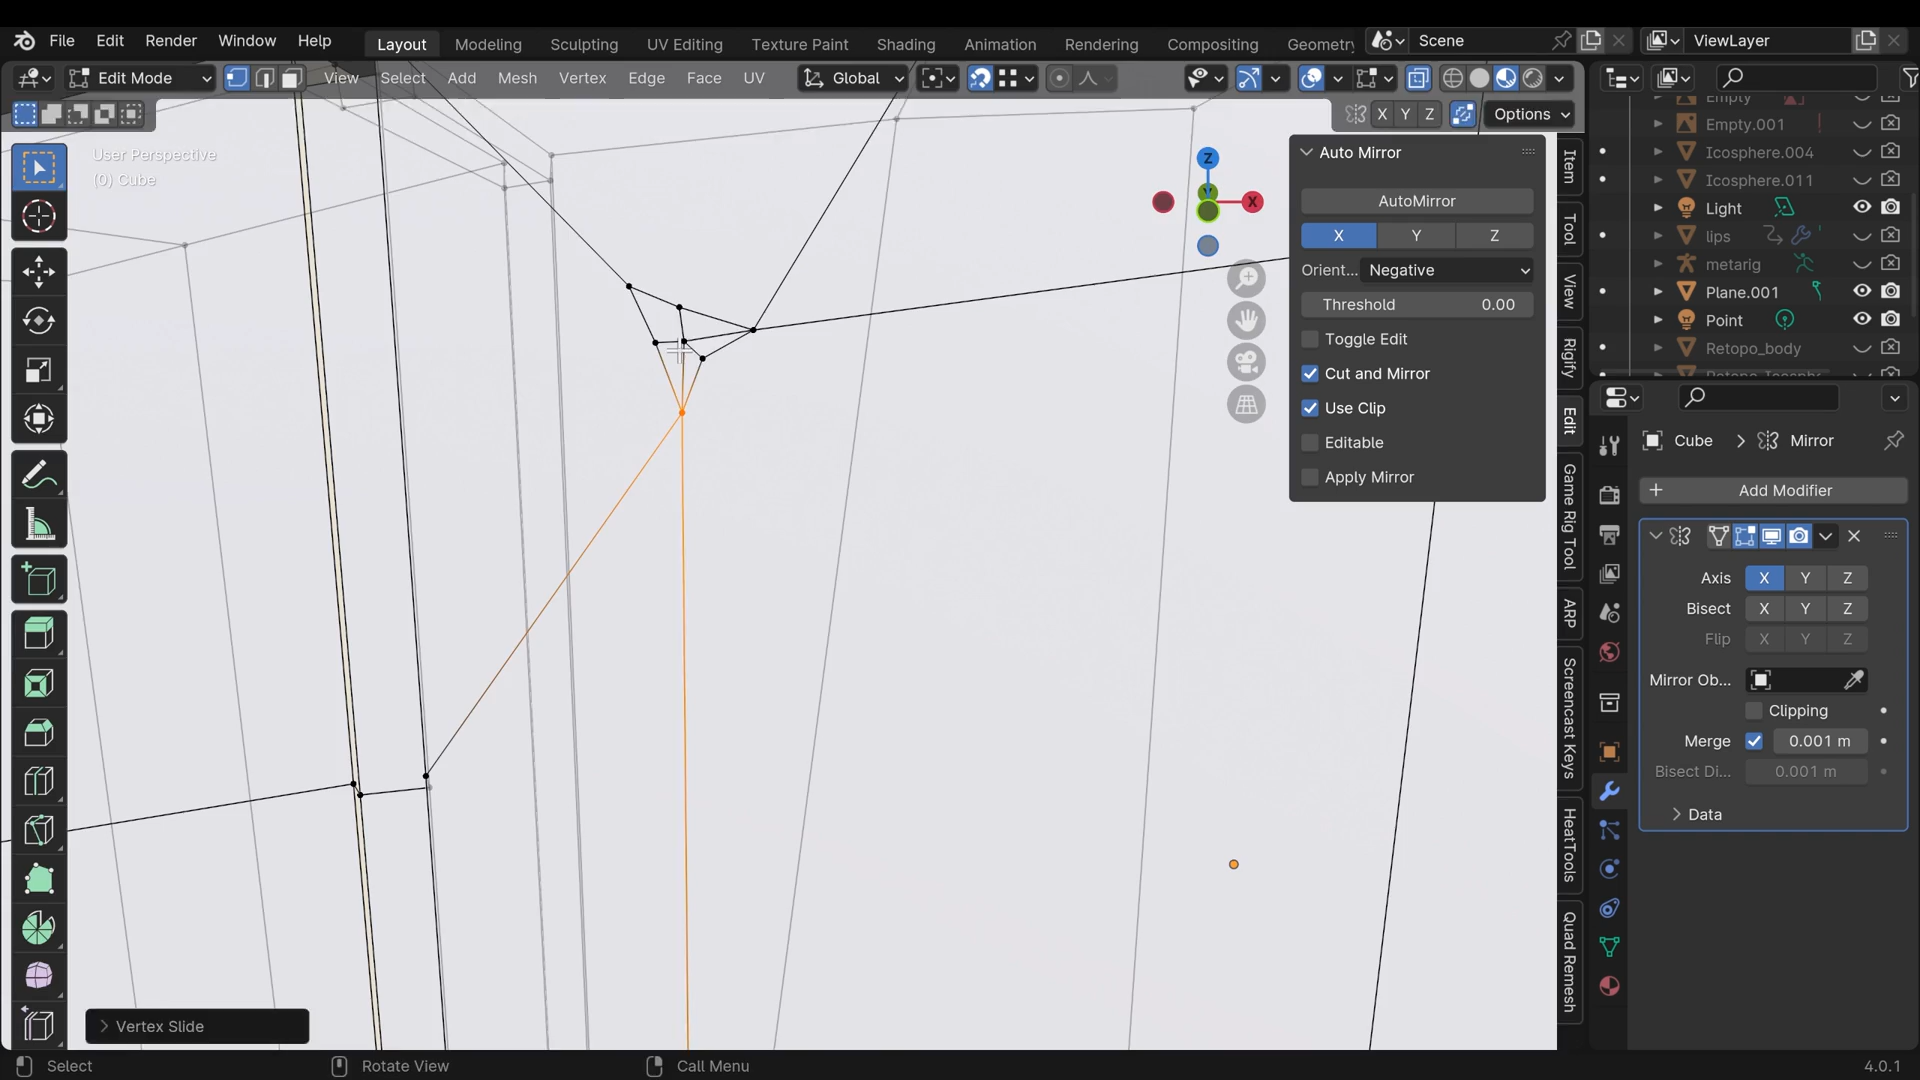 File Edit Render Window Help Layout Modeling Sculpting UV Editing Texture Paint Shading Animation Rendering Compositing Geometry Scene ViewLayer
Edit Mode View Select Add Mesh Vertex Edge Face UV Global
X Y Z Options
User Perspective
(0) Cube
Z
X
Auto Mirror
AutoMirror
X Y Z
Orient... Negative
Threshold 0.00
Toggle Edit
Cut and Mirror
Use Clip
Editable
Apply Mirror
Item
Tool
View
Rigify
Edit
Game Rig Tool
ARP
Screencast Keys
HeatTools
Quad Remesh
Empty
Empty.001
Icosphere.004
Icosphere.011
Light
lips
metarig
Plane.001
Point
Retopo_body
Cube Mirror
Add Modifier
Axis X Y Z
Bisect X Y Z
Flip X Y Z
Mirror Ob...
Clipping
Merge 0.001 m
Bisect Di... 0.001 m
Data
Vertex Slide
Select Rotate View Call Menu 4.0.1